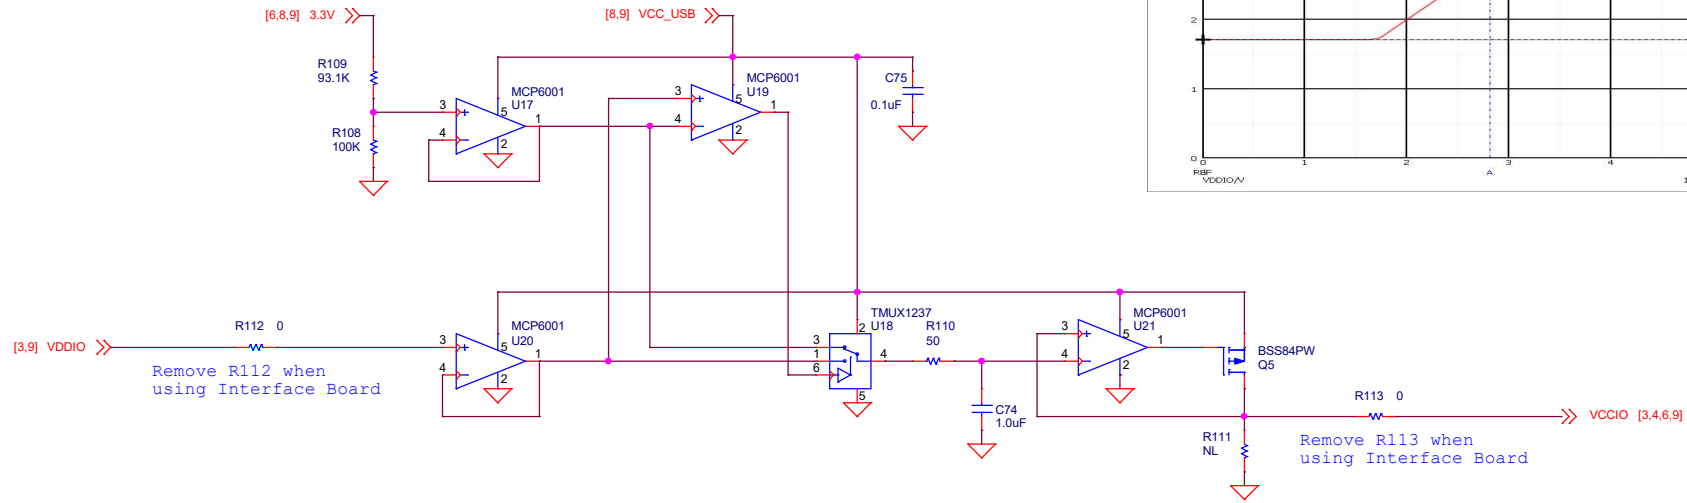 [6,8,9] 3.3V
[8,9] VCC_USB
R109
93.1K
R108
100K
3
4
MCP6001
U17
5
1
2
3
4
MCP6001
U19
5
1
2
C75
0.1uF
2
1
0
0
1
2
3
4
VDDIO/V
A
1
[3,9] VDDIO
R112 0
Remove R112 when
using Interface Board
3
4
MCP6001
U20
5
1
2
TMUX1237
U18
2
3
1
6
4
5
R110
50
C74
1.0uF
3
4
MCP6001
U21
5
1
2
BSS84PW
Q5
R111
NL
R113 0
Remove R113 when
using Interface Board
VCCIO [3,4,6,9]